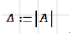 Δ := |A|